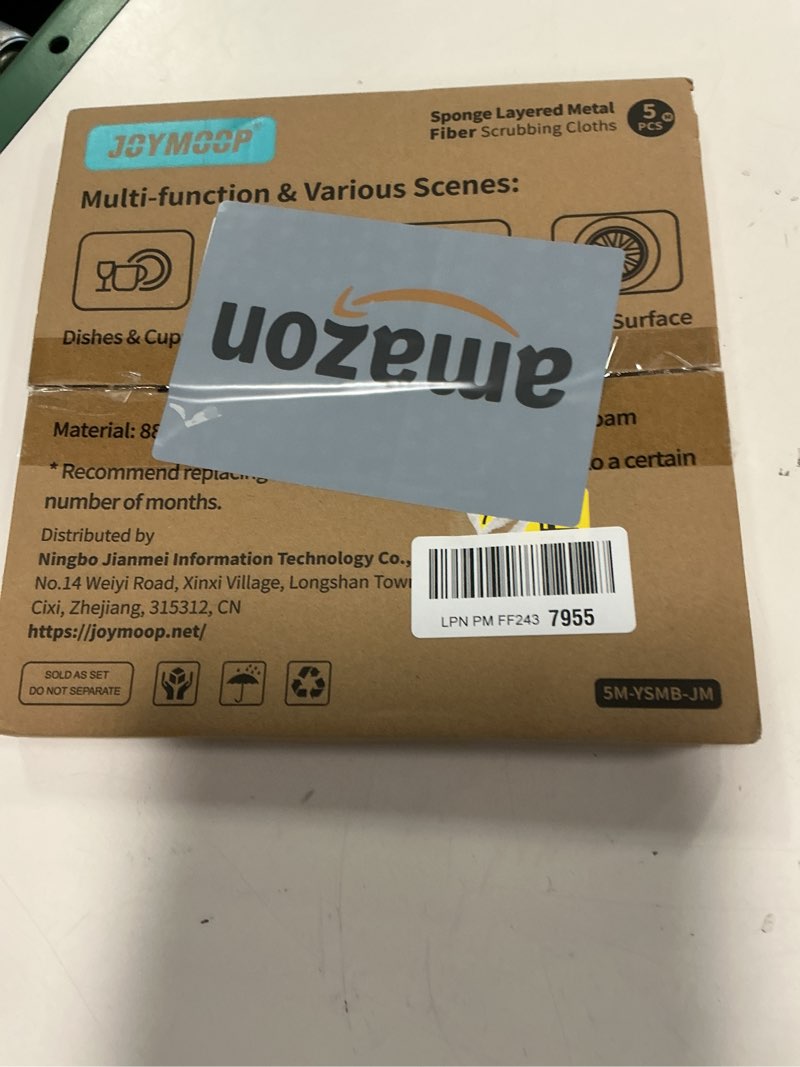 JOYMOOP®
Sponge Layered Metal
Fiber Scrubbing Cloths
5 PCS
Multi-function & Various Scenes:
Dishes & Cup
Surface
amazon
Material: 88
oam
* Recommend replacing
o a certain
number of months.
Distributed by
Ningbo Jianmei Information Technology Co.,
No.14 Weiyi Road, Xinxi Village, Longshan Town
Cixi, Zhejiang, 315312, CN
https://joymoop.net/
LPN PM FF243 7955
SOLD AS SET
DO NOT SEPARATE
5M-YSMB-JM